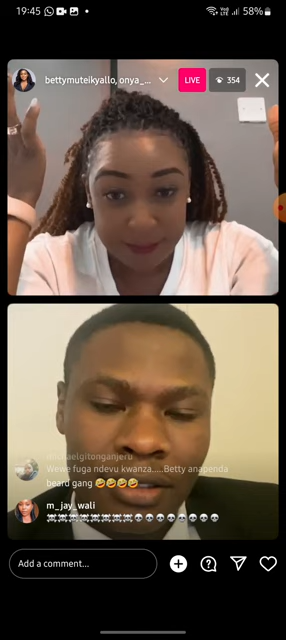 19:45
58%
bettymuteikyallo, onya_...
LIVE
354
michaelgitonganjeru
Wewe fuga ndevu kwanza.....Betty anapenda
beard gang 🤣🤣🤣🤣
m_jay_wali
☠☠☠☠☠☠☠☠💀💀💀💀💀💀💀💀
Add a comment...